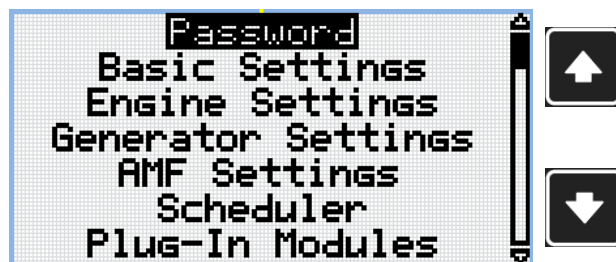 Password
Basic Settings
Engine Settings
Generator Settings
AMF Settings
Scheduler
Plug-In Modules